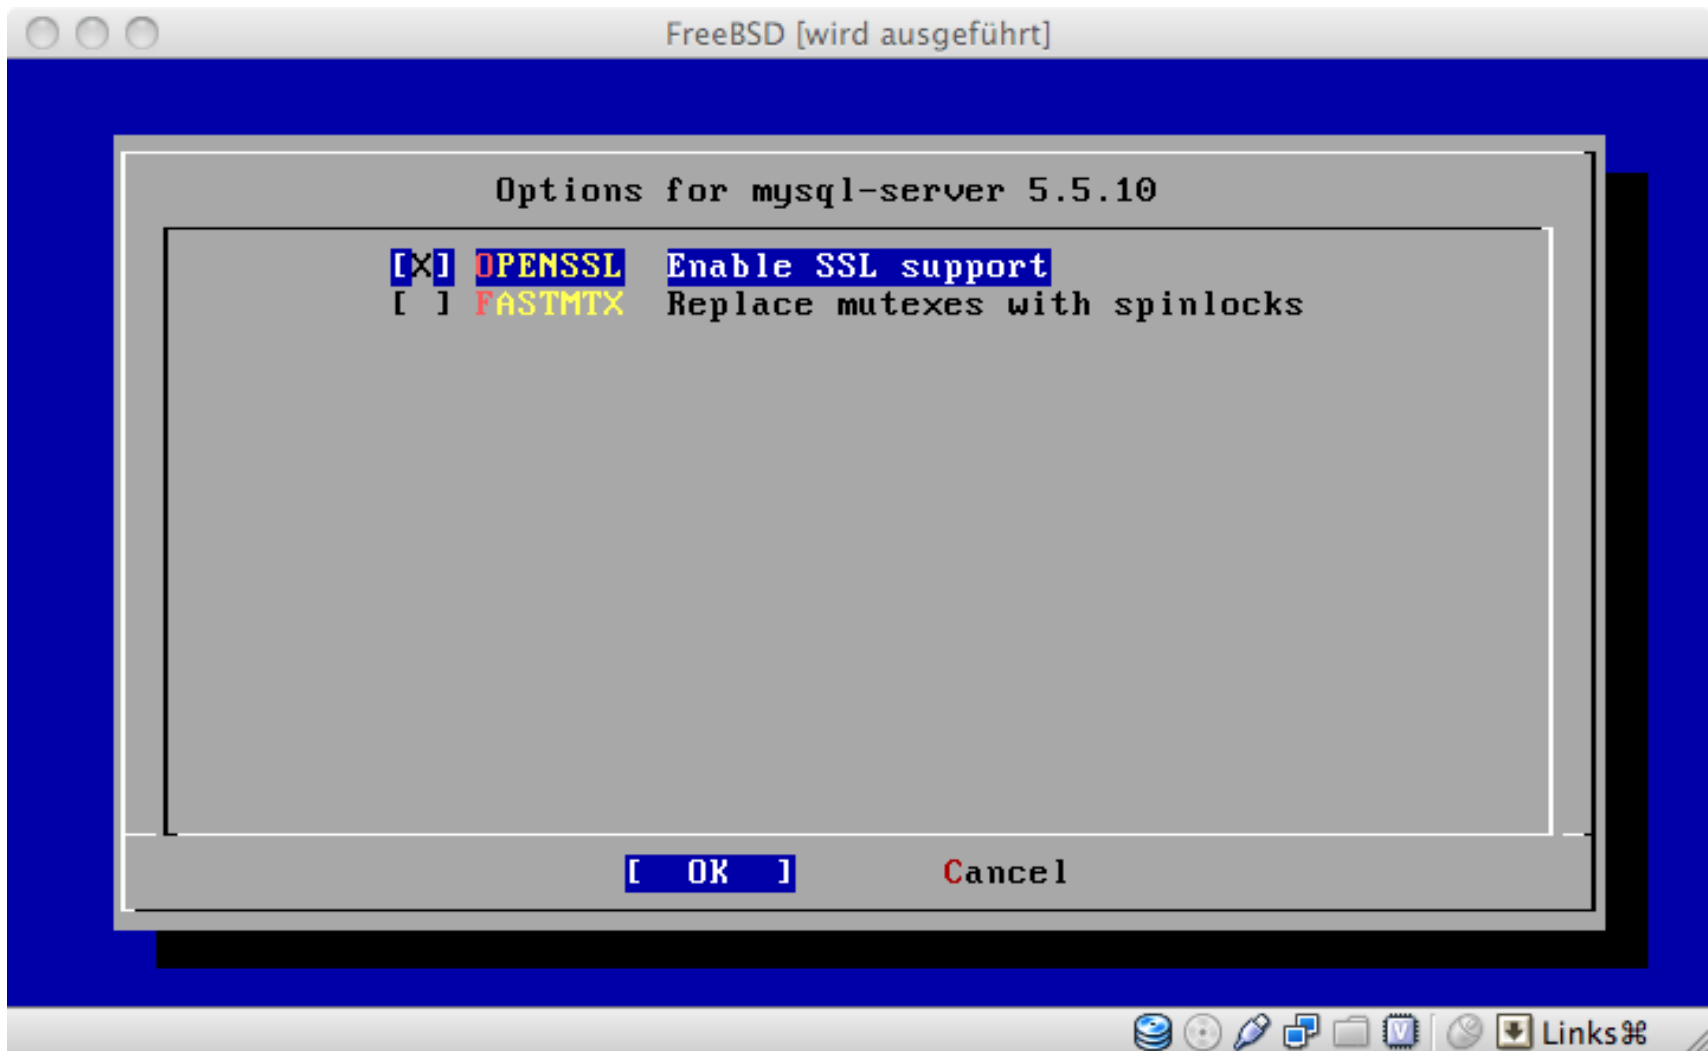 FreeBSD [wird ausgeführt]
Options for mysql-server 5.5.10
[X] OPENSSL Enable SSL support
[ ] FASTMTX Replace mutexes with spinlocks
[ OK ] Cancel
Links⌘